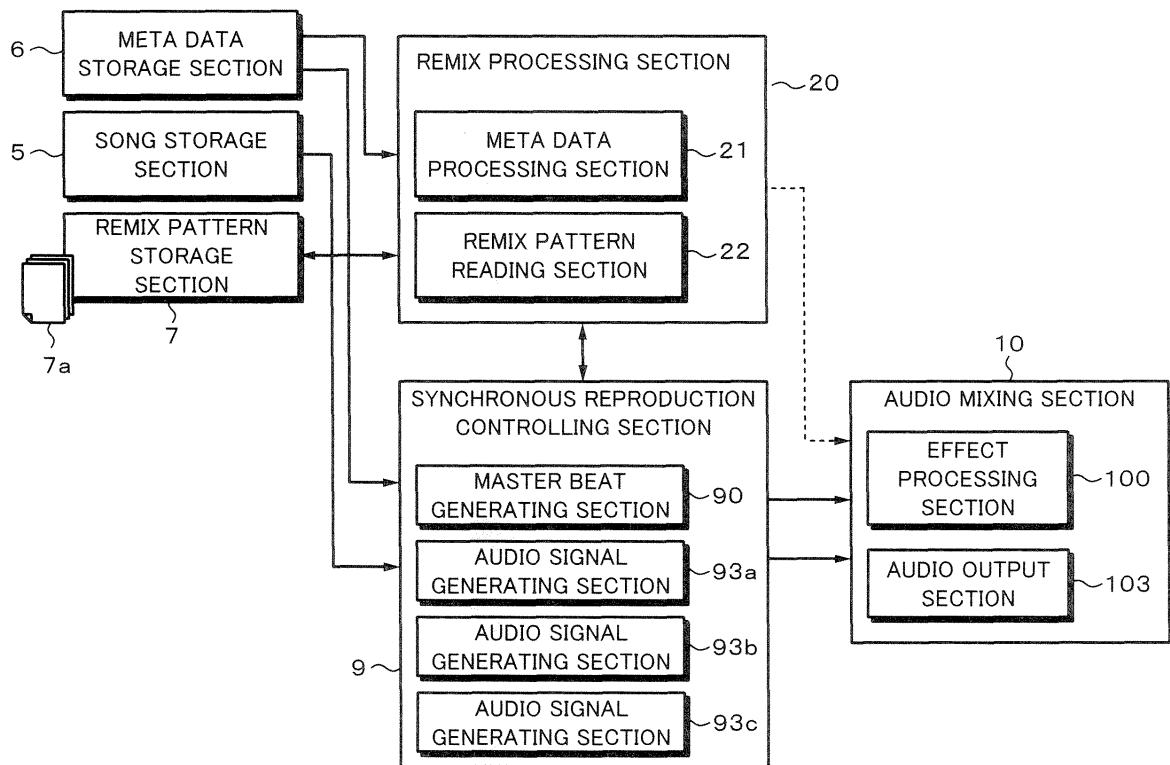 6
META DATA
STORAGE SECTION
5
SONG STORAGE
SECTION
REMIX PATTERN
STORAGE
SECTION
7
7a
REMIX PROCESSING SECTION
20
META DATA
PROCESSING SECTION
21
REMIX PATTERN
READING SECTION
22
SYNCHRONOUS REPRODUCTION
CONTROLLING SECTION
9
MASTER BEAT
GENERATING SECTION
90
AUDIO SIGNAL
GENERATING SECTION
93a
AUDIO SIGNAL
GENERATING SECTION
93b
AUDIO SIGNAL
GENERATING SECTION
93c
10
AUDIO MIXING SECTION
EFFECT
PROCESSING
SECTION
100
AUDIO OUTPUT
SECTION
103